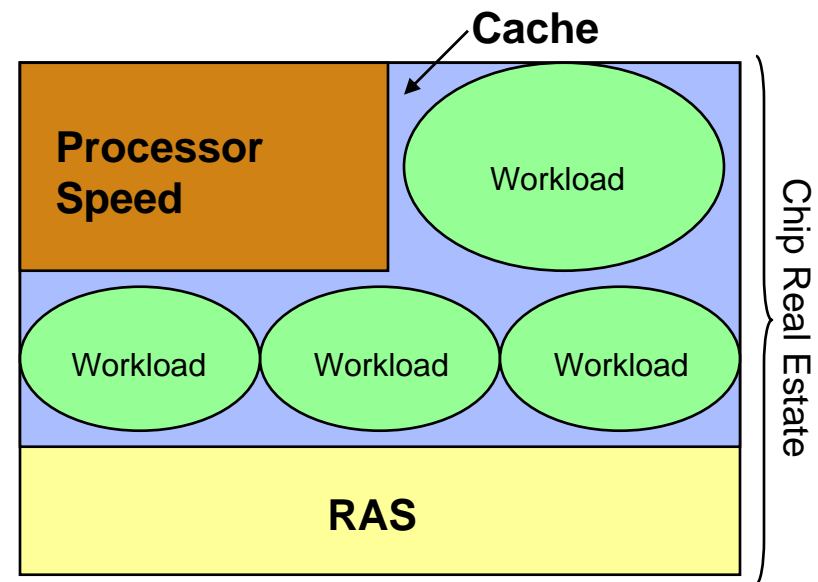 Cache
Processor
Speed
Workload
Workload
Workload
Workload
RAS
Chip Real Estate